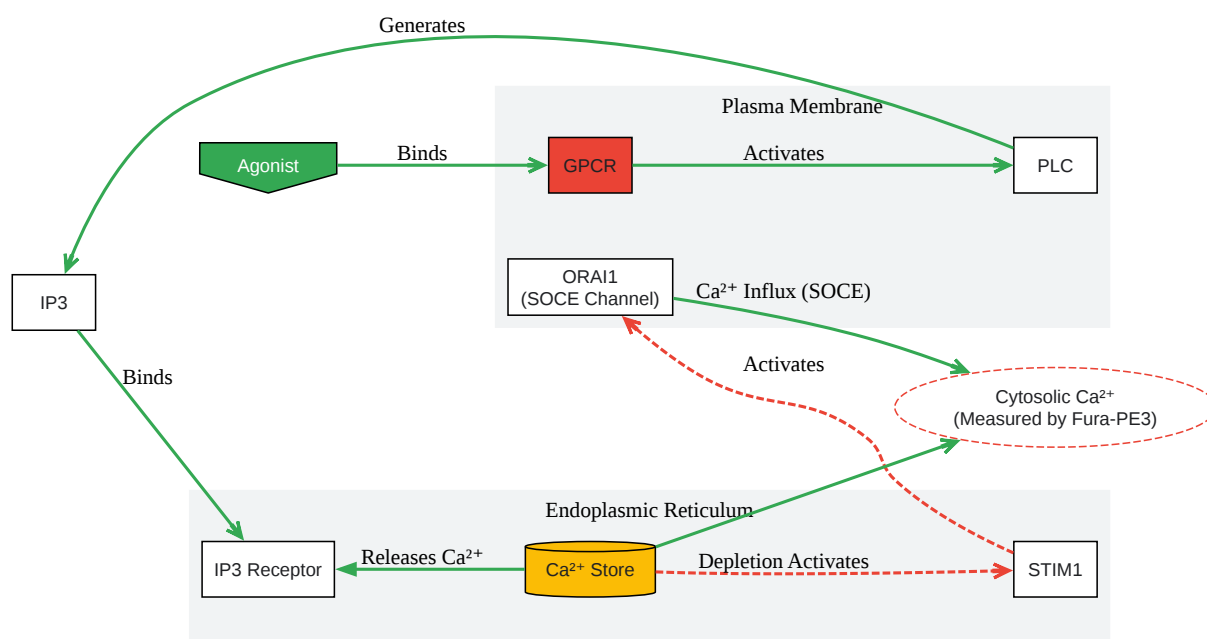 Generates
Plasma Membrane
Agonist
Binds
GPCR
Activates
PLC
IP3
ORAI1
(SOCE Channel)
Ca²⁺ Influx (SOCE)
Activates
Binds
Cytosolic Ca²⁺
(Measured by Fura-PE3)
Endoplasmic Reticulum
IP3 Receptor
Releases Ca²⁺
Ca²⁺ Store
Depletion Activates
STIM1